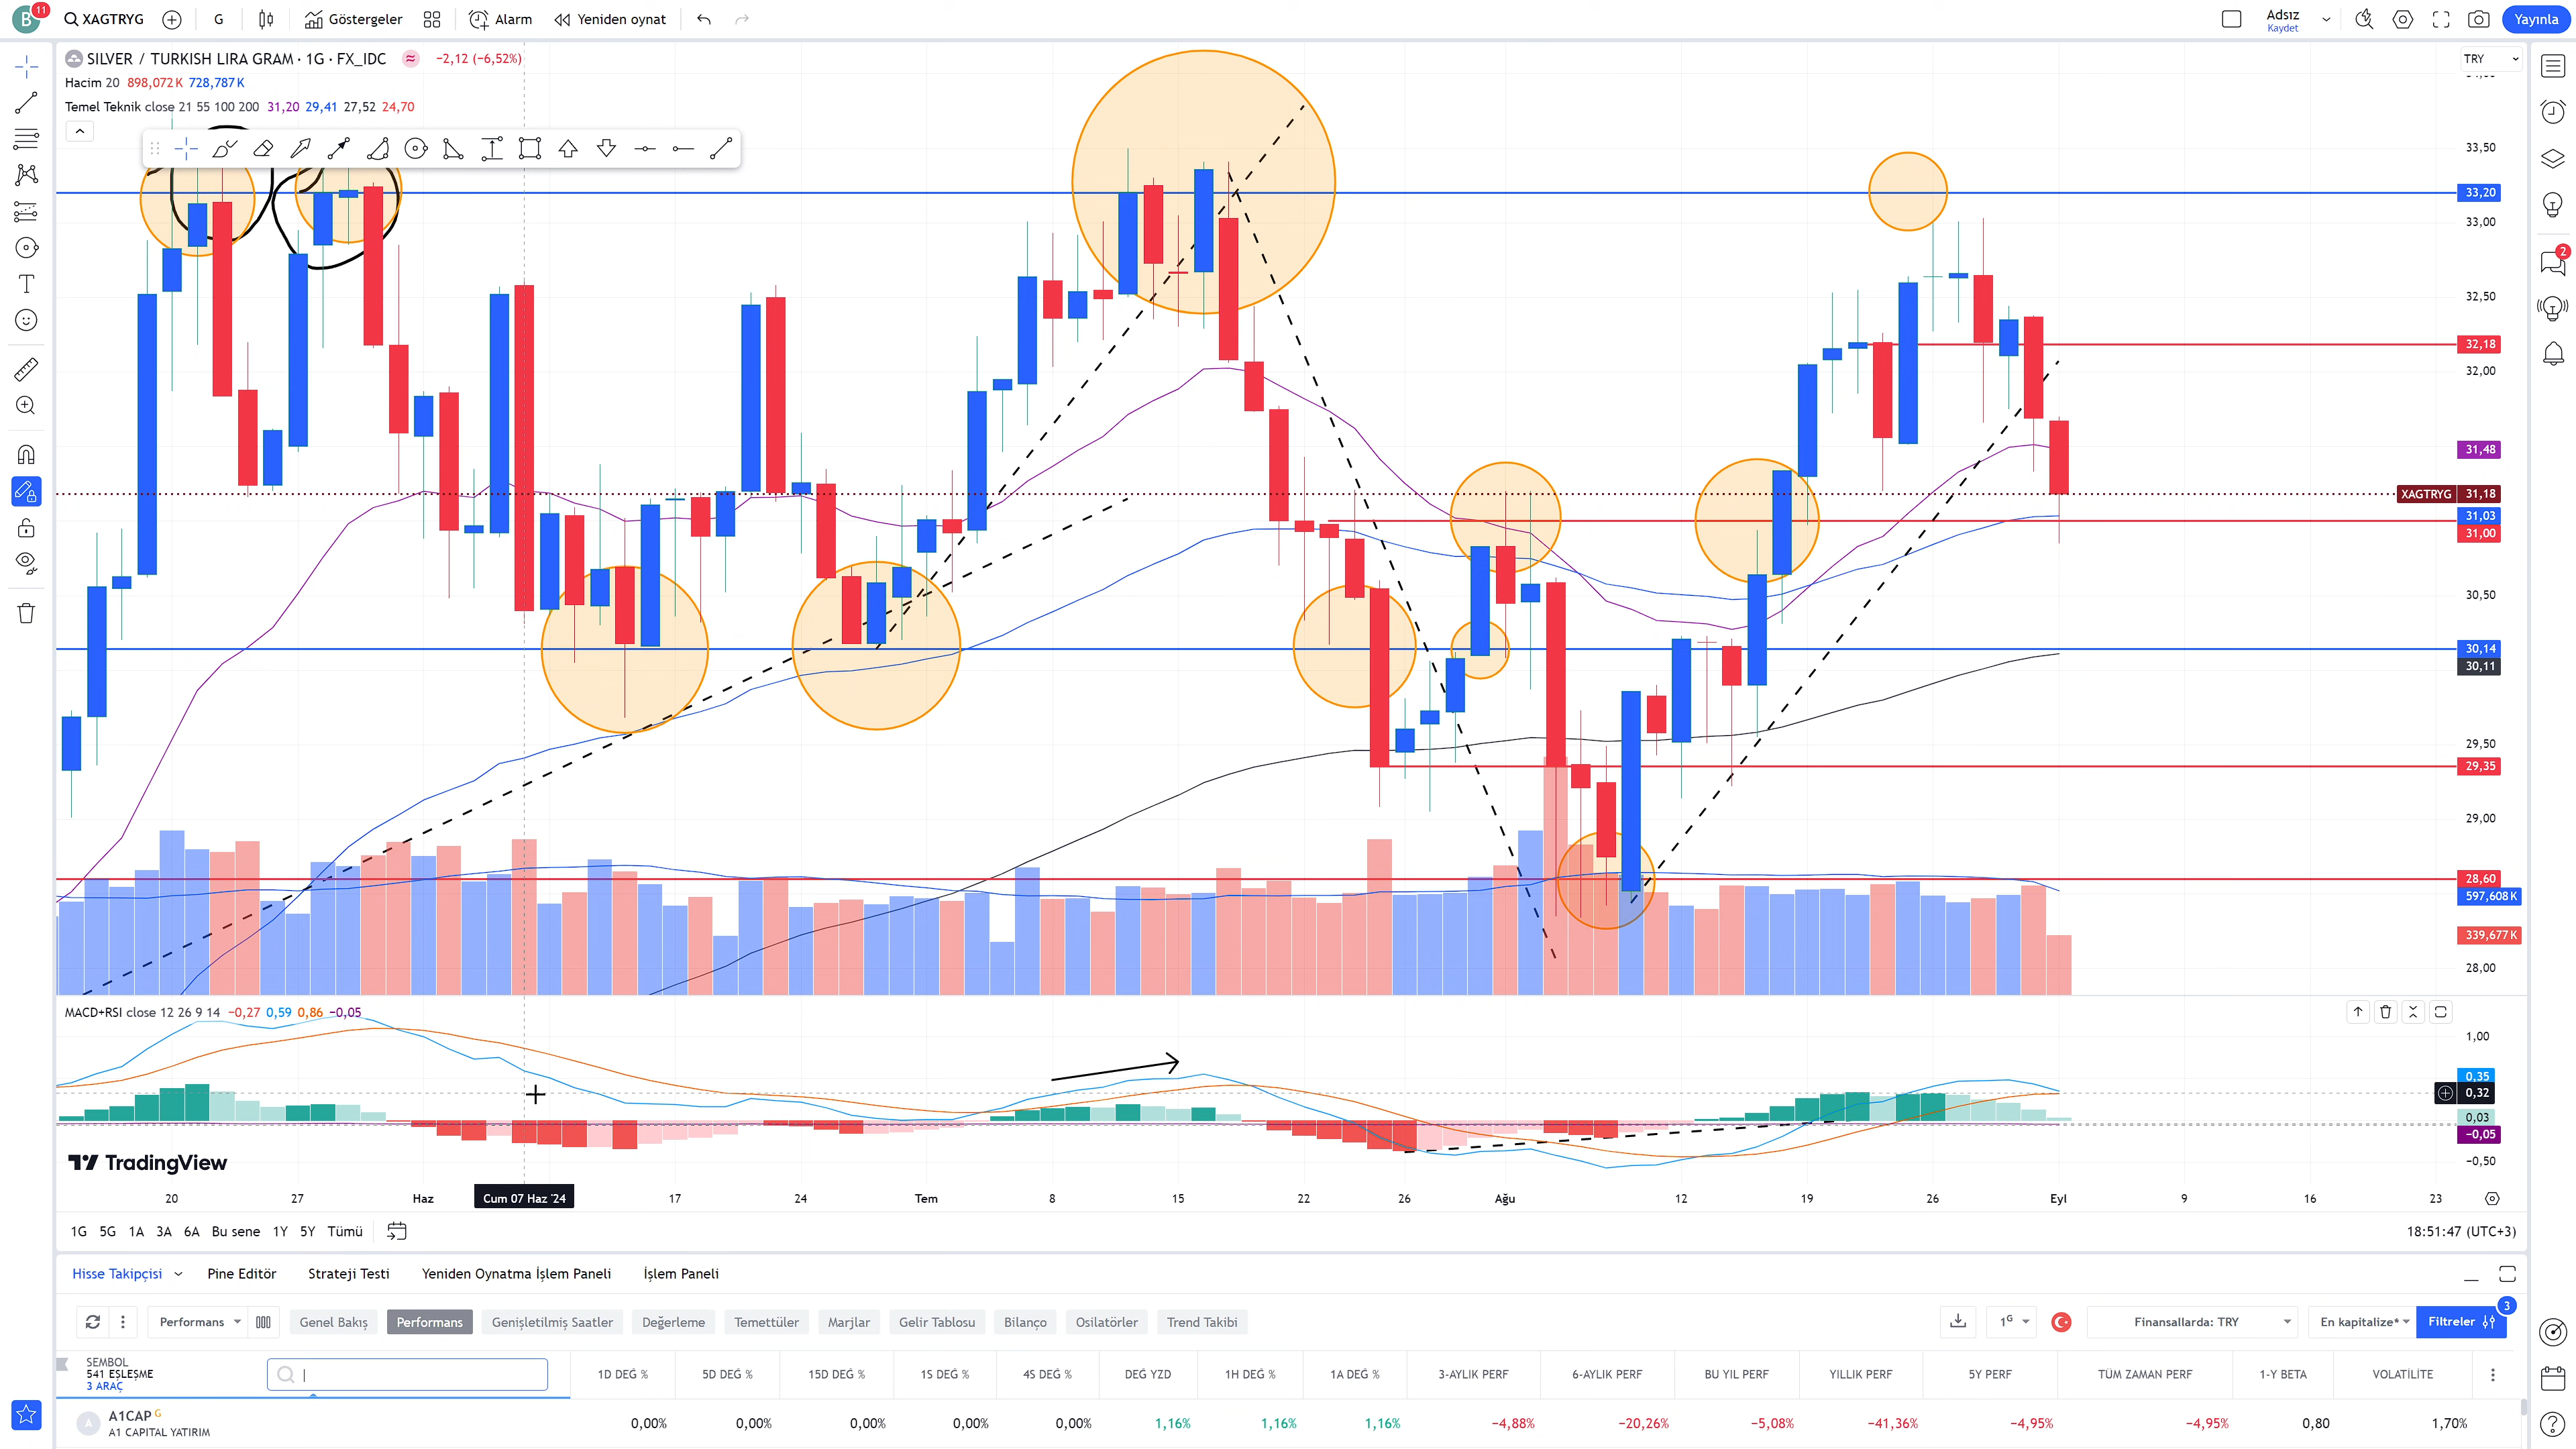 B 11 XAGTRYG G Göstergeler Alarm Yeniden oynat Adsız Kaydet Yayınla
SILVER / TURKISH LIRA GRAM · 1G · FX_IDC −2,12 (−6,52%) TRY
Hacim 20 898,072 K 728,787 K
Temel Teknik close 21 55 100 200 31,20 29,41 27,52 24,70
33,50
33,20
33,00
32,50
32,18
32,00
31,48
XAGTRYG 31,18
31,03
31,00
30,50
30,14
30,11
29,50
29,35
29,00
28,60
597,608 K
339,677 K
28,00
MACD+RSI close 12 26 9 14 −0,27 0,59 0,86 −0,05
1,00
0,35
0,32
0,03
−0,05
−0,50
TradingView
20 27 Haz Cum 07 Haz '24 17 24 Tem 8 15 22 26 Ağu 12 19 26 Eyl 9 16 23
1G 5G 1A 3A 6A Bu sene 1Y 5Y Tümü 18:51:47 (UTC+3)
Hisse Takipçisi Pine Editör Strateji Testi Yeniden Oynatma İşlem Paneli İşlem Paneli
Performans Genel Bakış Performans Genişletilmiş Saatler Değerleme Temettüler Marjlar Gelir Tablosu Bilanço Osilatörler Trend Takibi 1G Finansallarda: TRY En kapitalize* Filtreler 3
SEMBOL
541 EŞLEŞME
3 ARAÇ
1D DEĞ % 5D DEĞ % 15D DEĞ % 1S DEĞ % 4S DEĞ % DEĞ YZD 1H DEĞ % 1A DEĞ % 3-AYLIK PERF 6-AYLIK PERF BU YIL PERF YILLIK PERF 5Y PERF TÜM ZAMAN PERF 1-Y BETA VOLATİLİTE
A A1CAP G
A1 CAPITAL YATIRIM
0,00% 0,00% 0,00% 0,00% 0,00% 1,16% 1,16% 1,16% −4,88% −20,26% −5,08% −41,36% −4,95% −4,95% 0,80 1,70%
2